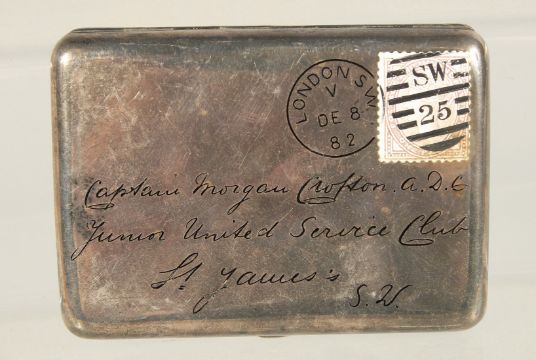 LONDON S.W
V
DE 8
82
SW
25
Captain Morgan Crofton. A.D.C
Junior United Service Club
St James's
S.W.